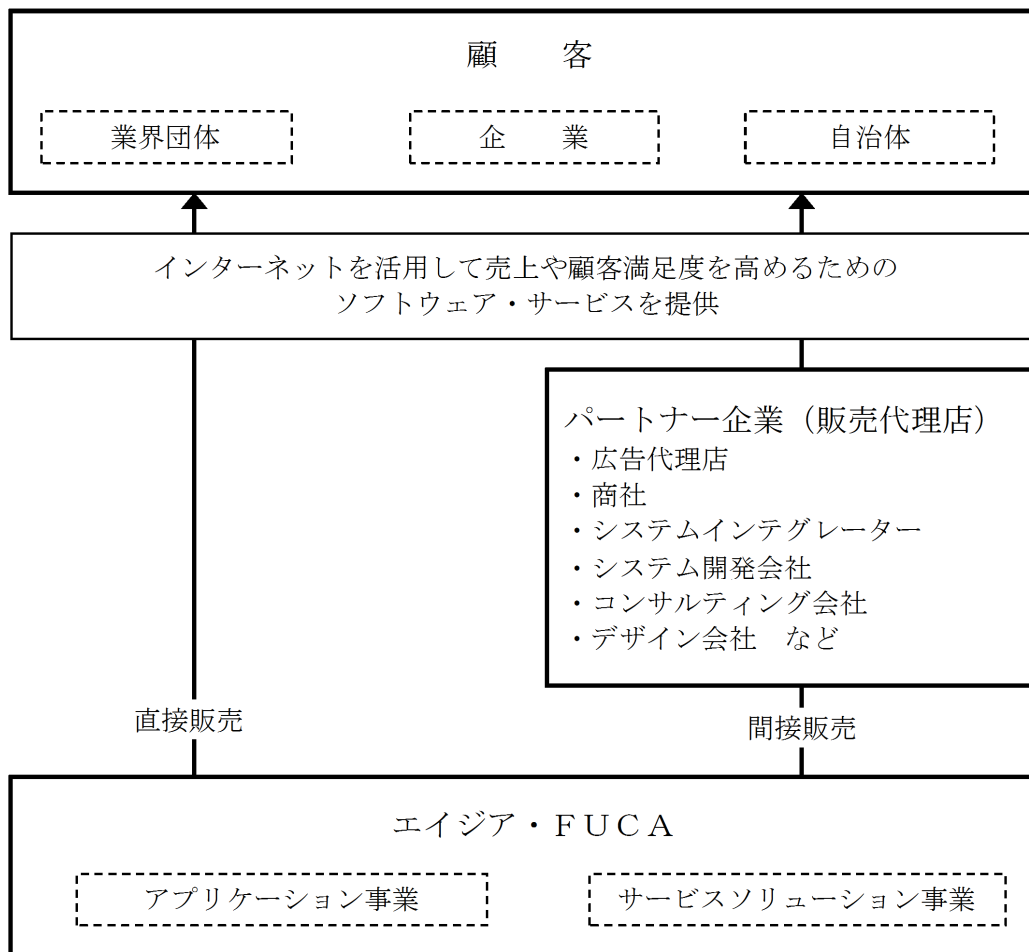 顧　　客
業界団体
企　　業
自治体
インターネットを活用して売上や顧客満足度を高めるための
ソフトウェア・サービスを提供
パートナー企業（販売代理店）
・広告代理店
・商社
・システムインテグレーター
・システム開発会社
・コンサルティング会社
・デザイン会社　など
直接販売
間接販売
エイジア・ＦＵＣＡ
アプリケーション事業
サービスソリューション事業